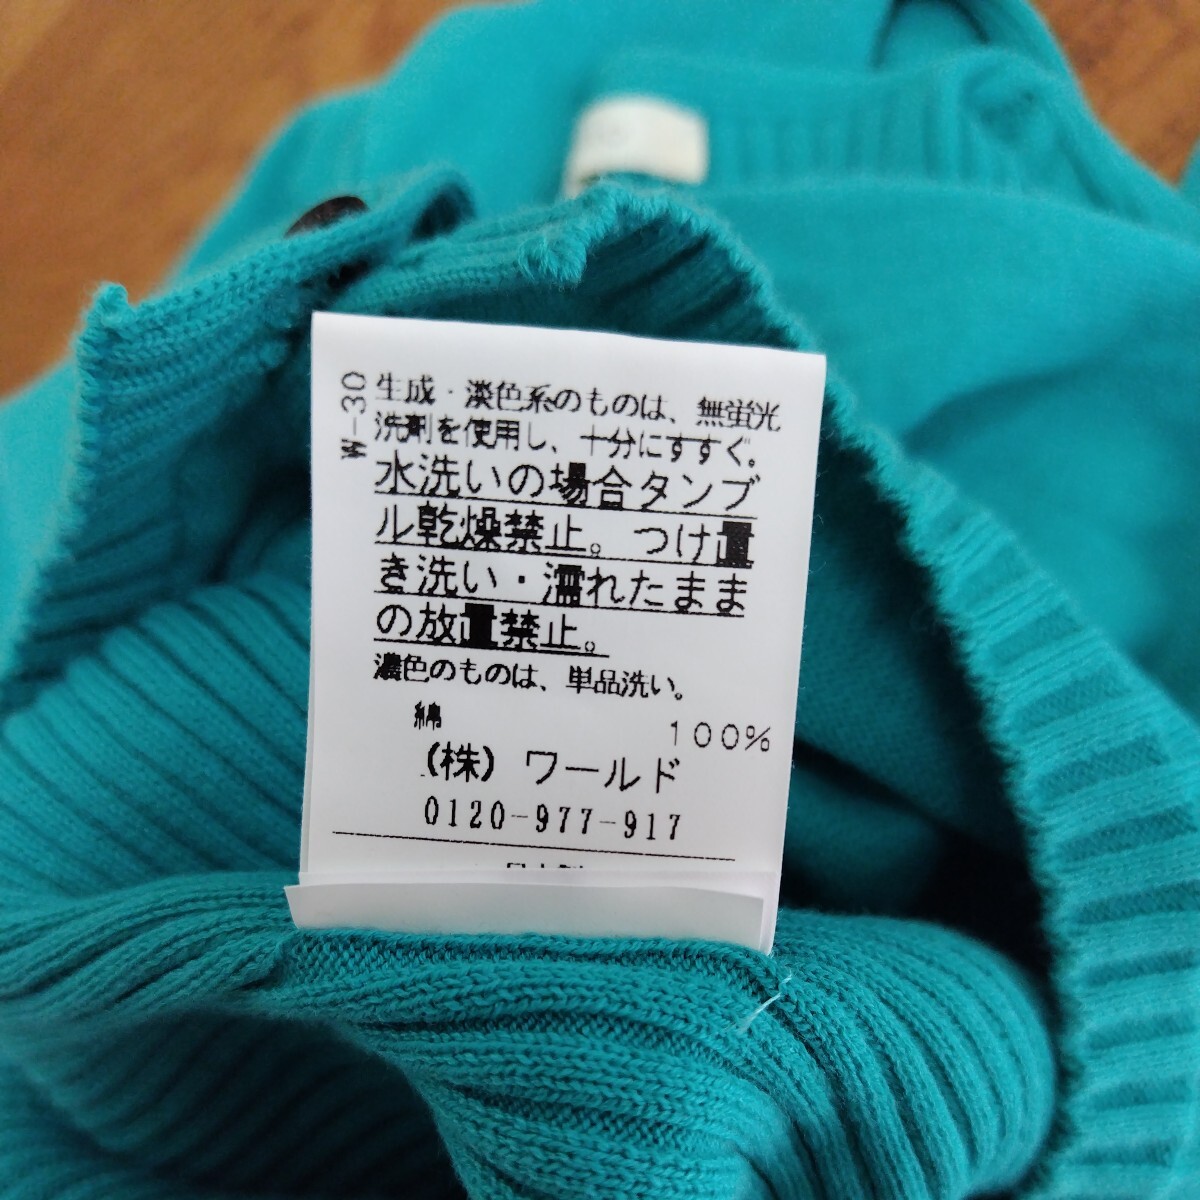 W-30
生成・淡色系のものは、無蛍光
洗剤を使用し、十分にすすぐ。
水洗いの場合タンブ
ル乾燥禁止。つけ置
き洗い・濡れたまま
の放置禁止。
濃色のものは、単品洗い。
綿 100%
(株)ワールド
0120-977-917